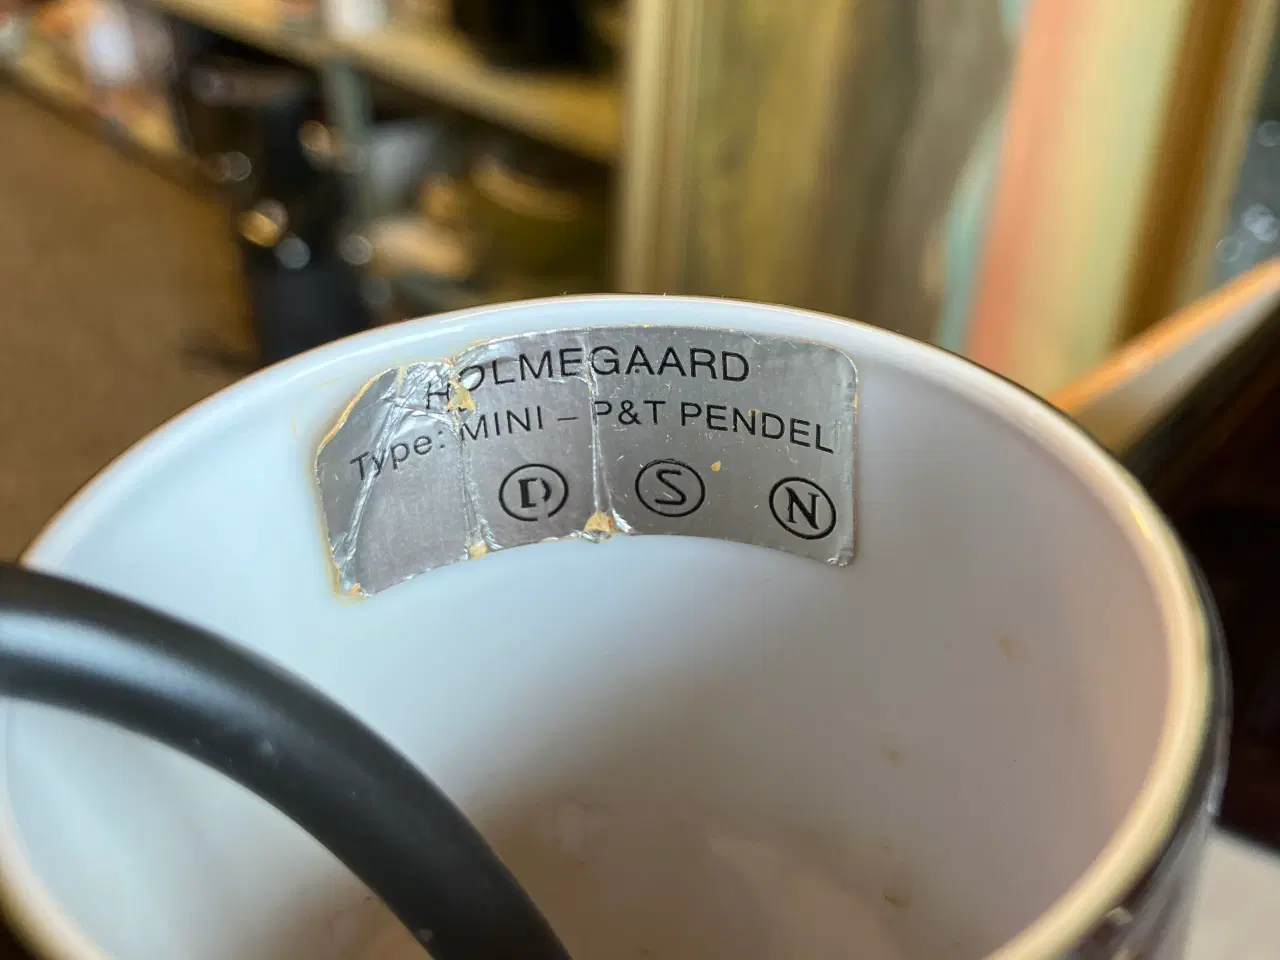 HOLMEGAARD
Type: MINI – P&T PENDEL
D S N